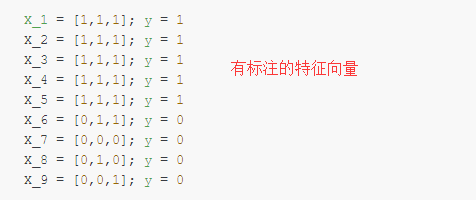 X_1 = [1,1,1]; y = 1
X_2 = [1,1,1]; y = 1
X_3 = [1,1,1]; y = 1
X_4 = [1,1,1]; y = 1
X_5 = [1,1,1]; y = 1
X_6 = [0,1,1]; y = 0
X_7 = [0,0,0]; y = 0
X_8 = [0,1,0]; y = 0
X_9 = [0,0,1]; y = 0
有标注的特征向量